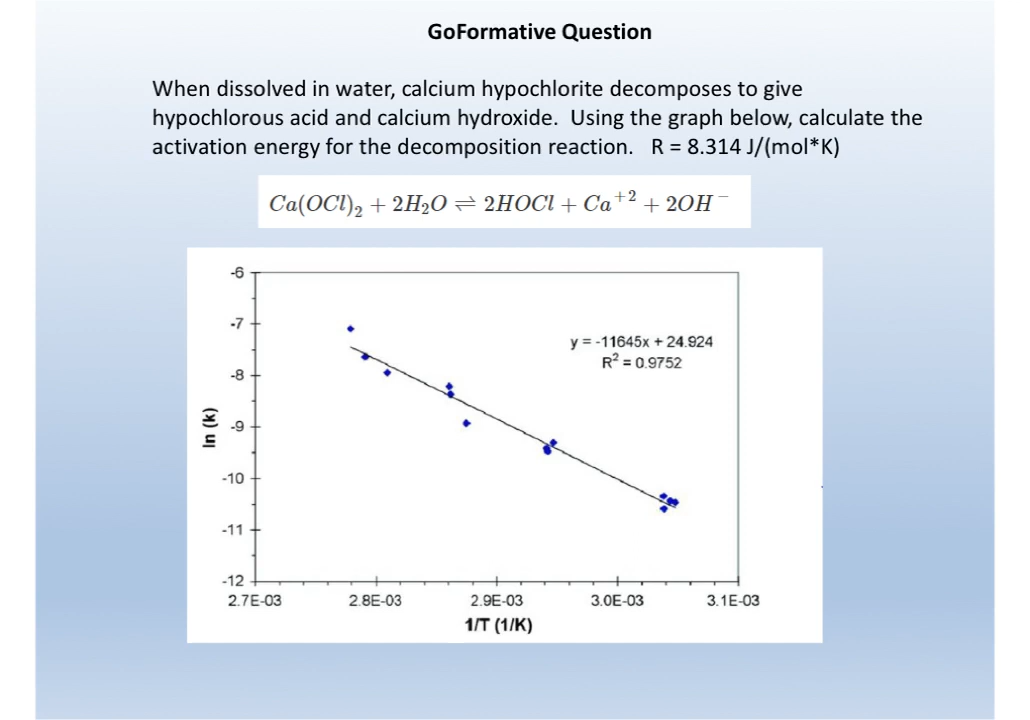 GoFormative Question
When dissolved in water, calcium hypochlorite decomposes to give
hypochlorous acid and calcium hydroxide. Using the graph below, calculate the
activation energy for the decomposition reaction. R = 8.314 J/(mol*K)
Ca(OCl)₂ + 2H₂O ⇌ 2HOCl + Ca⁺² + 2OH⁻
-6
-7
y = -11645x + 24.924
R² = 0.9752
-8
ln (k)
-9
-10
-11
-12
2.7E-03 2.8E-03 2.9E-03 3.0E-03 3.1E-03
1/T (1/K)